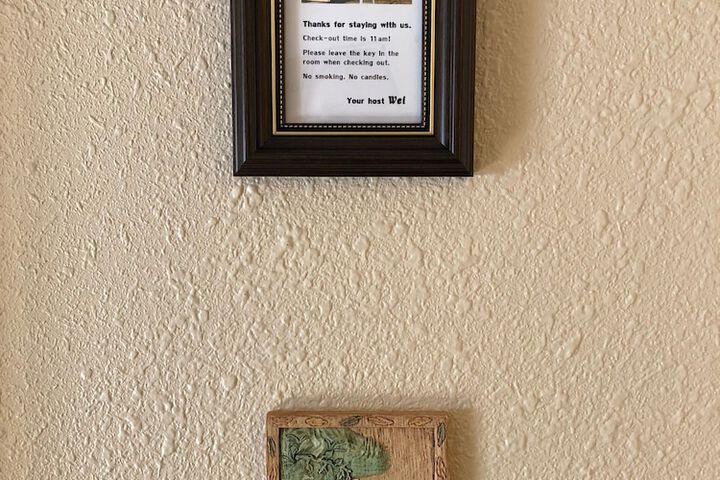 Thanks for staying with us.
Check-out time is 11am!
Please leave the key in the
room when checking out.
No smoking. No candles.
Your host Wei